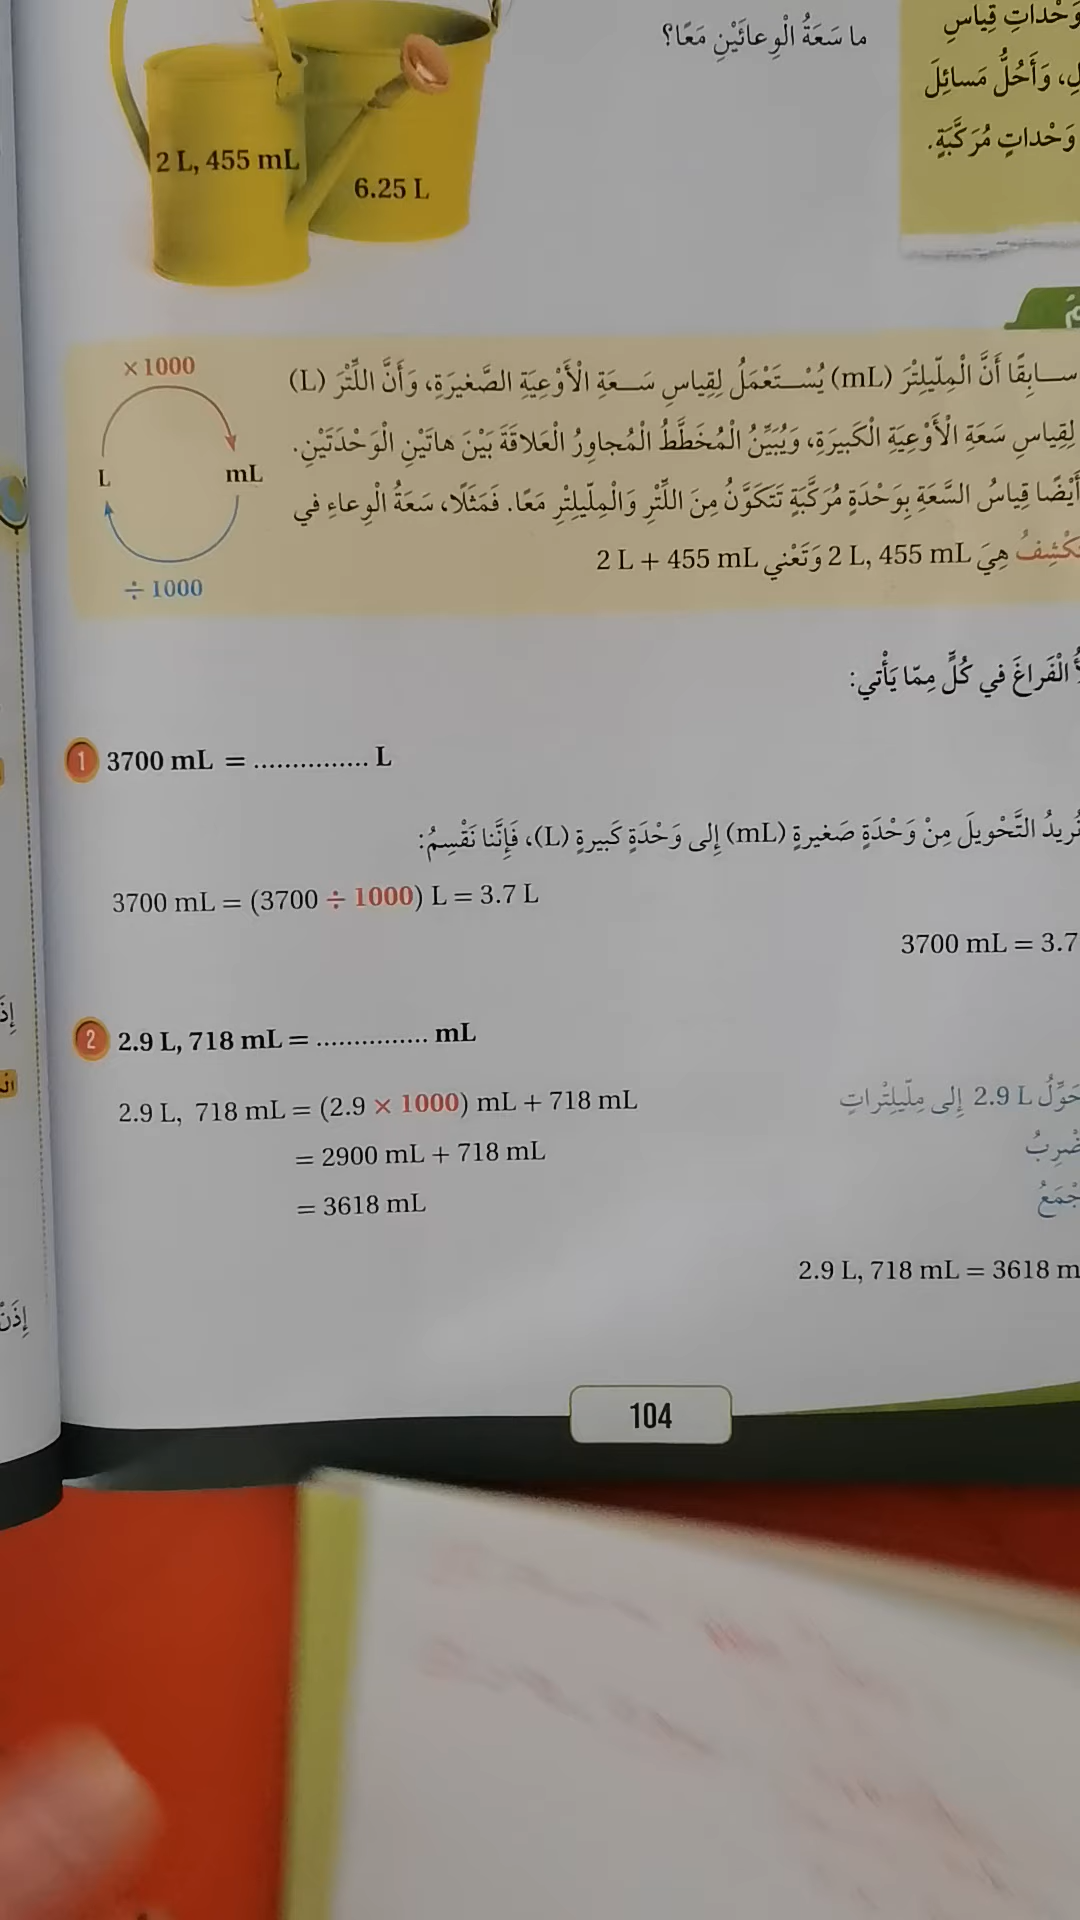 وَحْداتِ قِياسِ
لِ، وَأَحُلُّ مَسائِلَ
وَحْداتٍ مُرَكَّبَةٍ.
ما سَعَةُ الْوِعائَيْنِ مَعًا؟
2 L, 455 mL
6.25 L
سابِقًا أَنَّ الْمِلّيلِتْرَ (mL) يُسْتَعْمَلُ لِقِياسِ سَعَةِ الْأَوْعِيَةِ الصَّغيرَةِ، وَأَنَّ اللِّتْرَ (L)
لِقِياسِ سَعَةِ الْأَوْعِيَةِ الْكَبيرَةِ، وَيُبَيِّنُ الْمُخَطَّطُ الْمُجاوِرُ الْعَلاقَةَ بَيْنَ هاتَيْنِ الْوَحْدَتَيْنِ.
أَيْضًا قِياسُ السَّعَةِ بِوَحْدَةٍ مُرَكَّبَةٍ تَتَكَوَّنُ مِنَ اللِّتْرِ وَالْمِلّيلِتْرِ مَعًا. فَمَثَلًا، سَعَةُ الْوِعاءِ في
كْشِفُ هِيَ 2 L, 455 mL وَتَعْني 2 L + 455 mL
× 1000
L mL
÷ 1000
الْفَراغَ في كُلٍّ مِمّا يَأْتي:
1 3700 mL = ............... L
نُريدُ التَّحْويلَ مِنْ وَحْدَةٍ صَغيرَةٍ (mL) إِلى وَحْدَةٍ كَبيرَةٍ (L)، فَإِنَّنا نَقْسِمُ:
3700 mL = (3700 ÷ 1000) L = 3.7 L
3700 mL = 3.7
2 2.9 L, 718 mL = ............... mL
2.9 L, 718 mL = (2.9 × 1000) mL + 718 mL
حَوِّلُ 2.9 L إِلى مِلّيلِتْراتٍ
= 2900 mL + 718 mL
ضْرِبُ
= 3618 mL
جْمَعُ
2.9 L, 718 mL = 3618 m
104